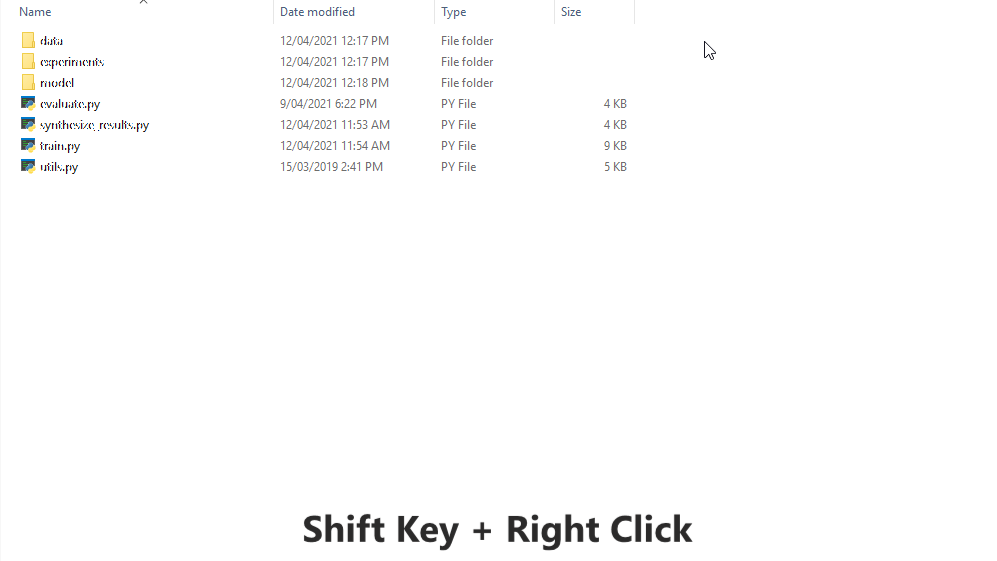 Name Date modified Type Size
data 12/04/2021 12:17 PM File folder
experiments 12/04/2021 12:17 PM File folder
model 12/04/2021 12:18 PM File folder
evaluate.py 9/04/2021 6:22 PM PY File 4 KB
synthesize_results.py 12/04/2021 11:53 AM PY File 4 KB
train.py 12/04/2021 11:54 AM PY File 9 KB
utils.py 15/03/2019 2:41 PM PY File 5 KB
Shift Key + Right Click